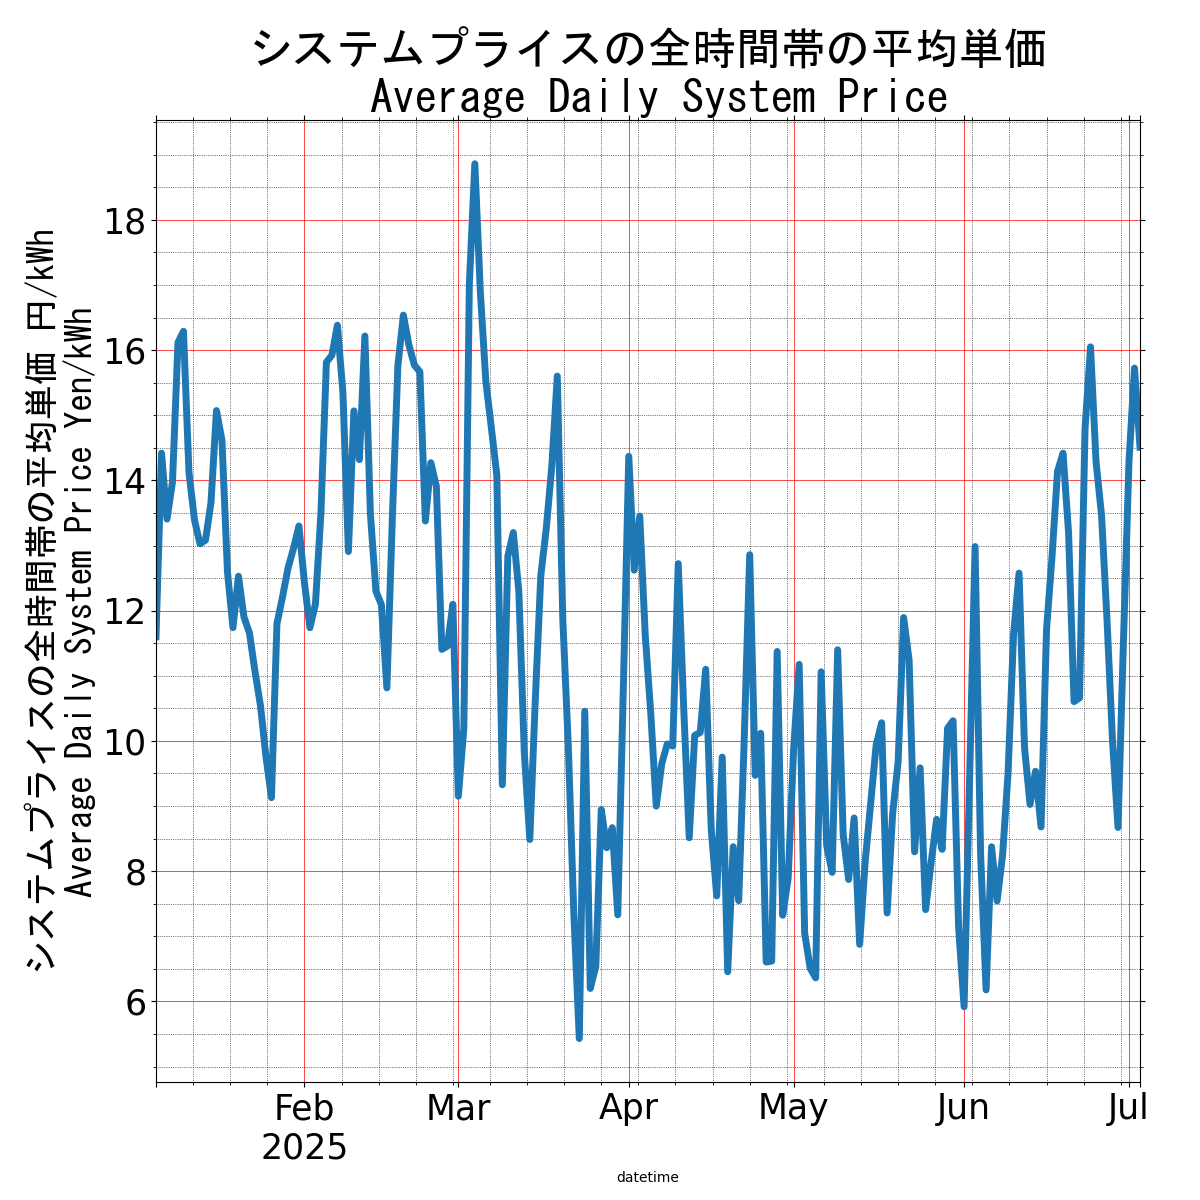 システムプライスの全時間帯の平均単価
Average Daily System Price
システムプライスの全時間帯の平均単価 円/kWh
Average Daily System Price Yen/kWh
18
16
14
12
10
8
6
Feb
2025
Mar
Apr
May
Jun
Jul
datetime